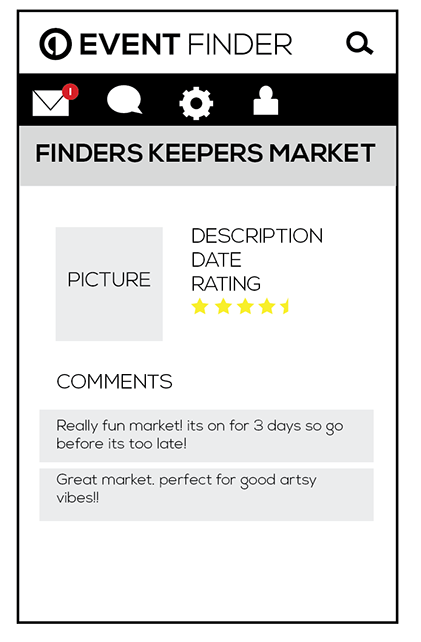 EVENT FINDER
1
FINDERS KEEPERS MARKET
PICTURE
DESCRIPTION
DATE
RATING
COMMENTS
Really fun market! its on for 3 days so go
before its too late!
Great market, perfect for good artsy
vibes!!